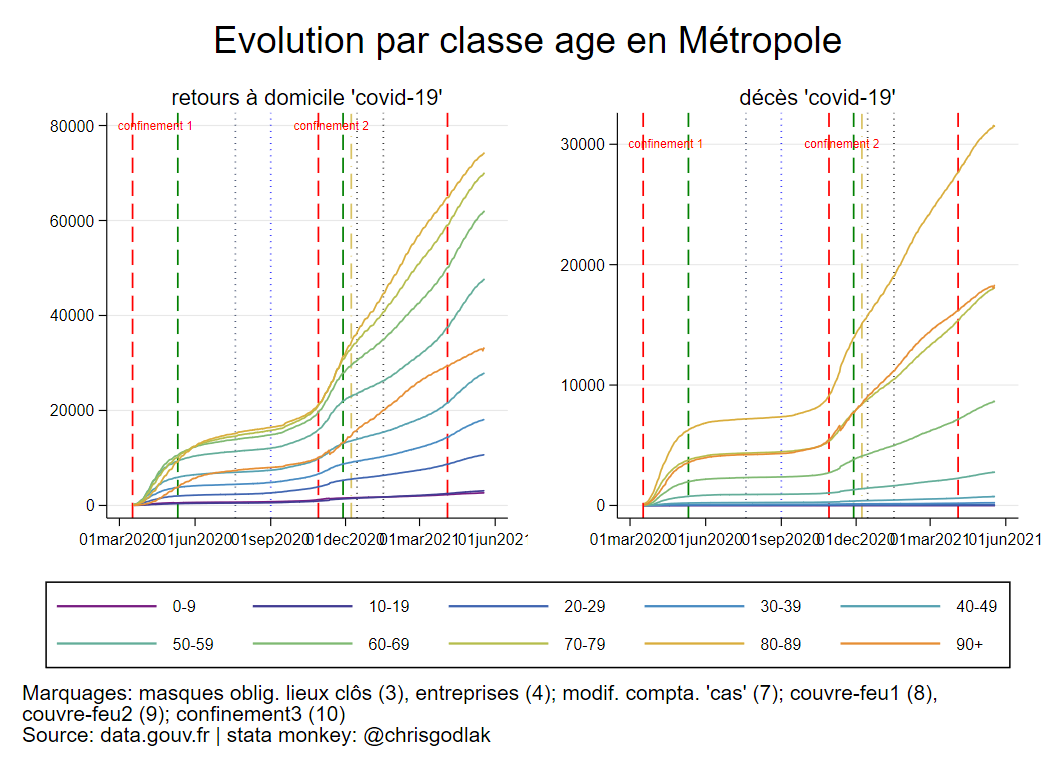 Evolution par classe age en Métropole
retours à domicile 'covid-19'
confinement 1
confinement 2
80000
60000
40000
20000
0
01mar2020
01jun2020
01sep2020
01dec2020
01mar2021
01jun2021
décès 'covid-19'
confinement 1
confinement 2
30000
20000
10000
0
01mar2020
01jun2020
01sep2020
01dec2020
01mar2021
01jun2021
0-9
10-19
20-29
30-39
40-49
50-59
60-69
70-79
80-89
90+
Marquages: masques oblig. lieux clôs (3), entreprises (4); modif. compta. 'cas' (7); couvre-feu1 (8),
couvre-feu2 (9); confinement3 (10)
Source: data.gouv.fr | stata monkey: @chrisgodlak